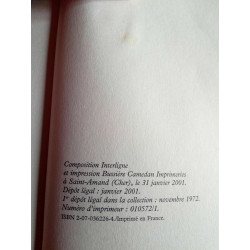 Composition Interligne
et impression Bussière Camedan Imprimeries
à Saint-Amand (Cher), le 31 janvier 2001.
Dépôt légal : janvier 2001.
1er dépôt légal dans la collection : novembre 1972.
Numéro d'imprimeur : 010572/1.
ISBN 2-07-036226-4./Imprimé en France.